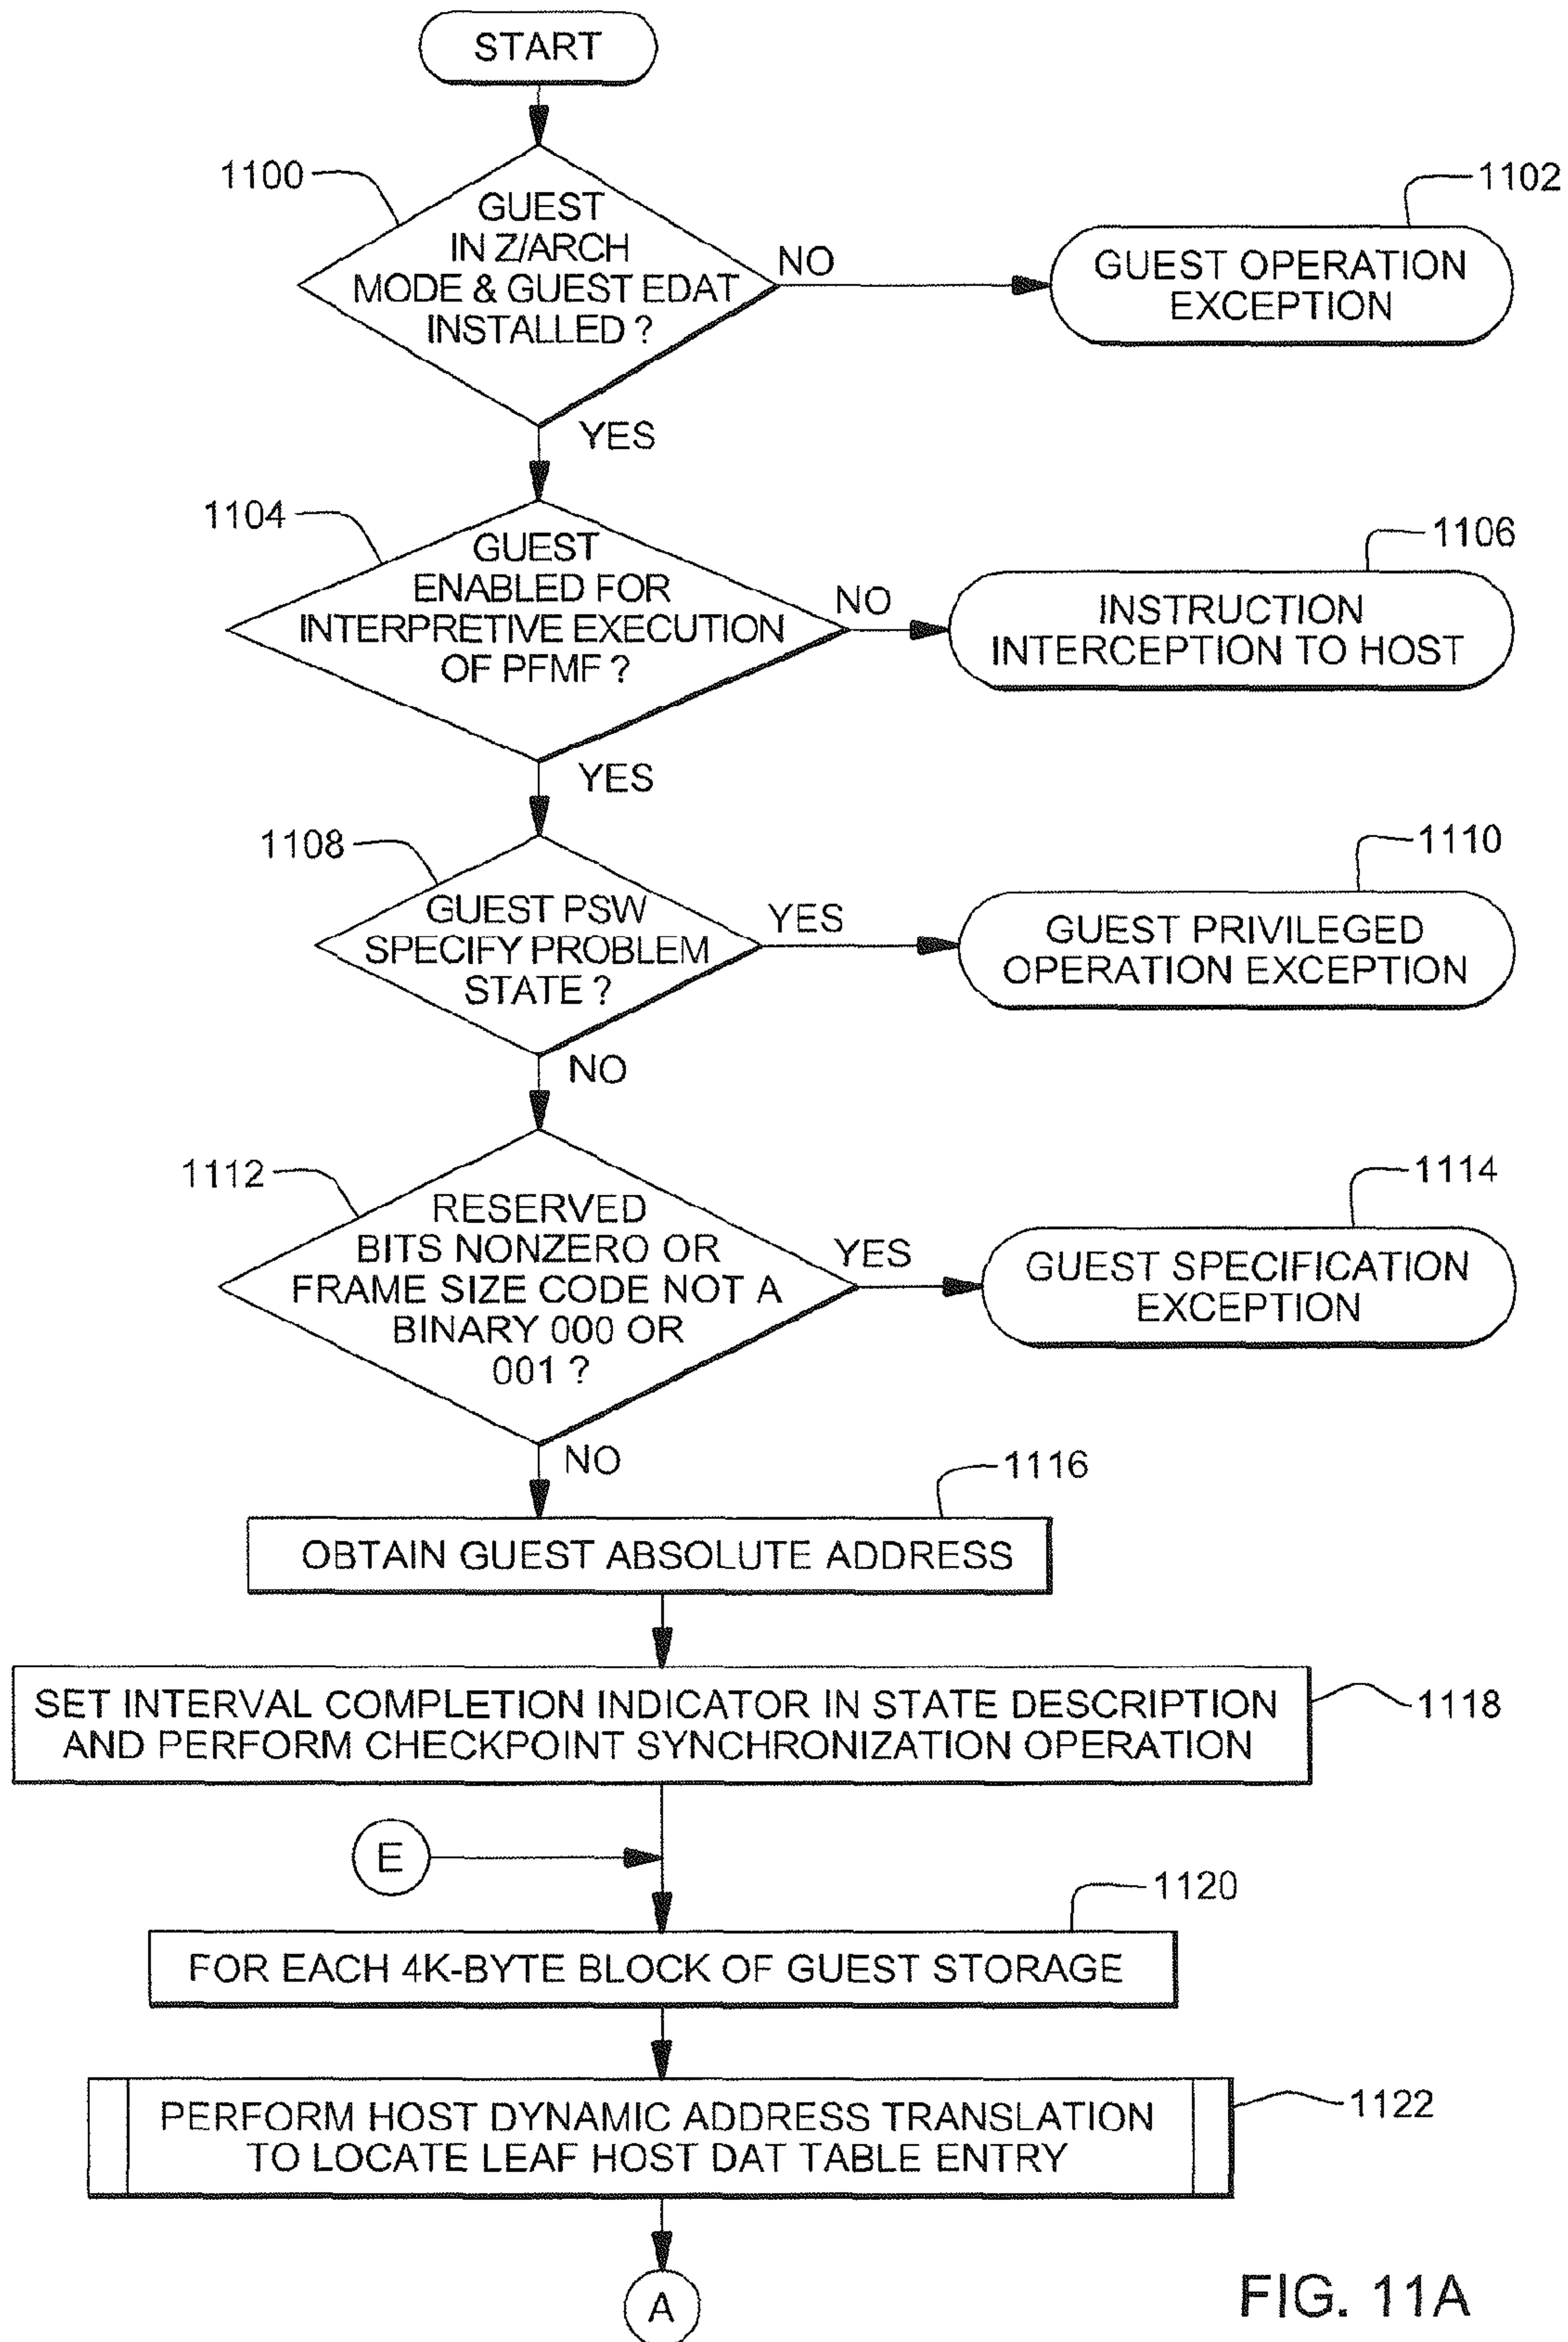 START
1100
GUEST
IN Z/ARCH
MODE & GUEST EDAT
INSTALLED ?
NO
1102
GUEST OPERATION
EXCEPTION
YES
1104
GUEST
ENABLED FOR
INTERPRETIVE EXECUTION
OF PFMF ?
NO
1106
INSTRUCTION
INTERCEPTION TO HOST
YES
1108
GUEST PSW
SPECIFY PROBLEM
STATE ?
YES
1110
GUEST PRIVILEGED
OPERATION EXCEPTION
NO
1112
RESERVED
BITS NONZERO OR
FRAME SIZE CODE NOT A
BINARY 000 OR
001 ?
YES
1114
GUEST SPECIFICATION
EXCEPTION
NO
1116
OBTAIN GUEST ABSOLUTE ADDRESS
SET INTERVAL COMPLETION INDICATOR IN STATE DESCRIPTION
AND PERFORM CHECKPOINT SYNCHRONIZATION OPERATION
1118
E
1120
FOR EACH 4K-BYTE BLOCK OF GUEST STORAGE
PERFORM HOST DYNAMIC ADDRESS TRANSLATION
TO LOCATE LEAF HOST DAT TABLE ENTRY
1122
A
FIG. 11A